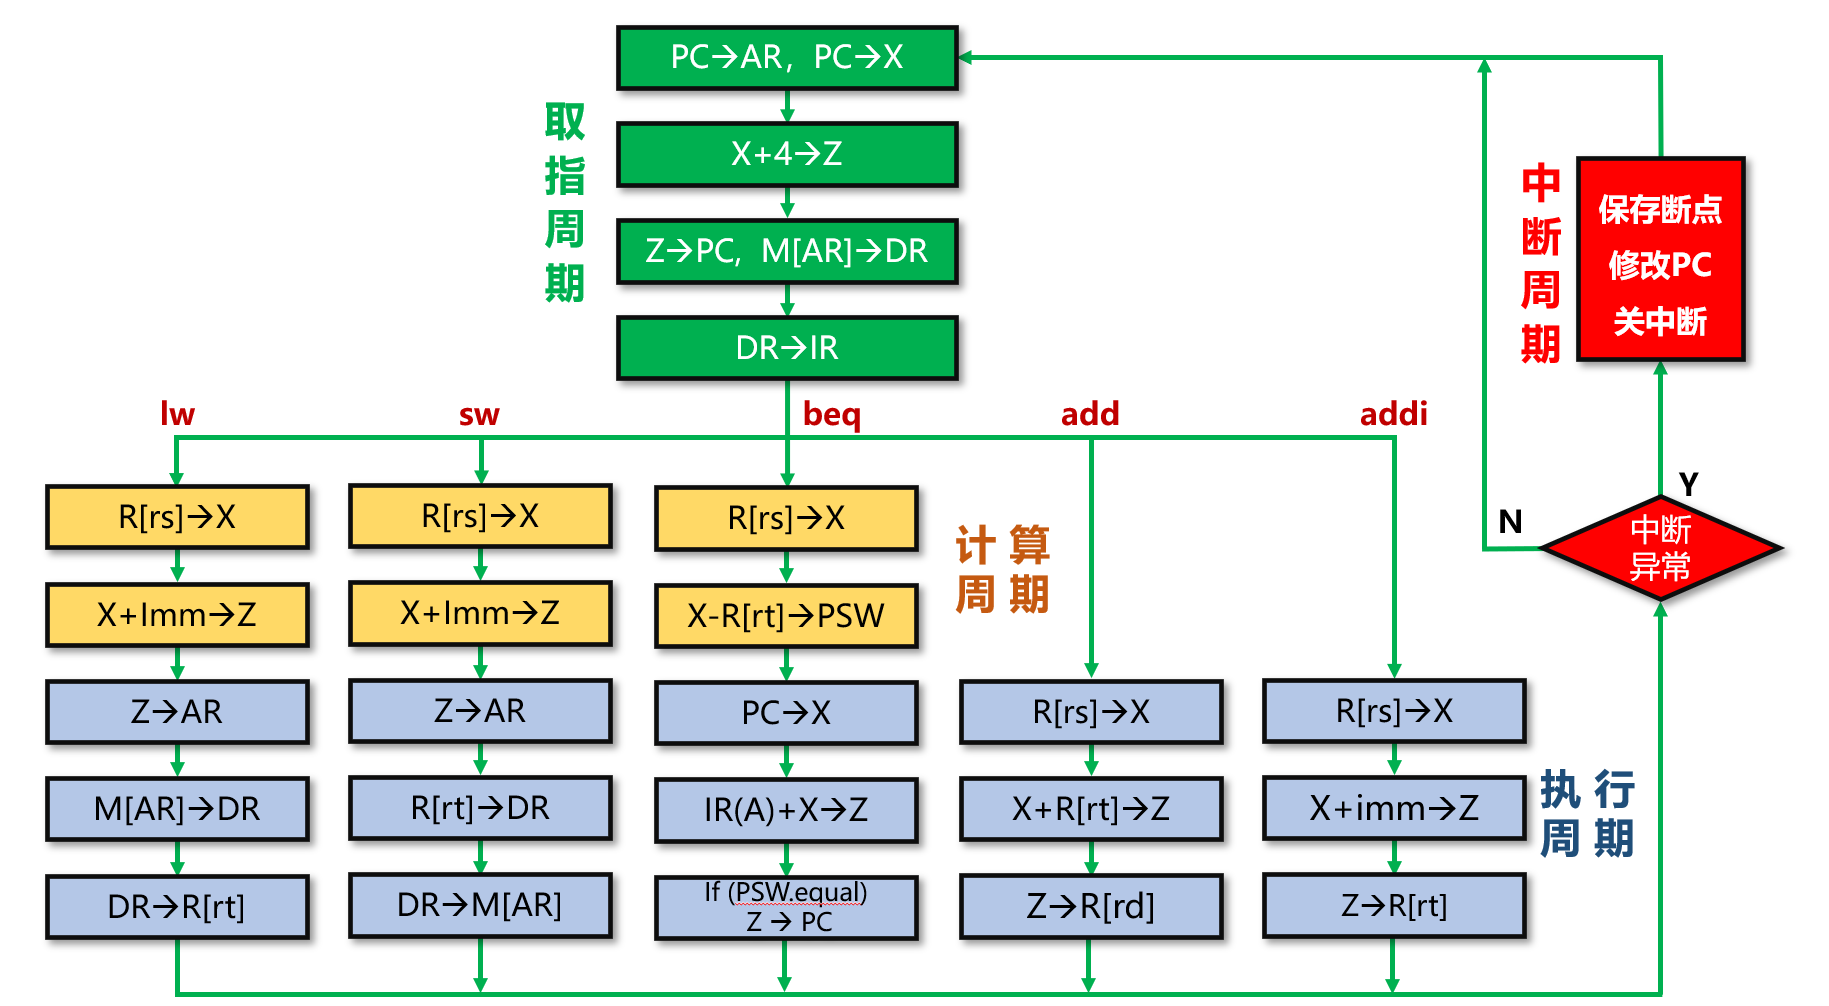 PC→AR，PC→X
取指周期
X+4→Z
Z→PC, M[AR]→DR
DR→IR
中断周期
保存断点
修改PC
关中断
lw
sw
beq
add
addi
Y
N
中断
异常
R[rs]→X
X+Imm→Z
Z→AR
M[AR]→DR
DR→R[rt]
R[rs]→X
X+Imm→Z
Z→AR
R[rt]→DR
DR→M[AR]
R[rs]→X
X-R[rt]→PSW
PC→X
IR(A)+X→Z
If (PSW.equal)
Z → PC
计算
周期
R[rs]→X
X+R[rt]→Z
Z→R[rd]
R[rs]→X
X+imm→Z
Z→R[rt]
执行
周期